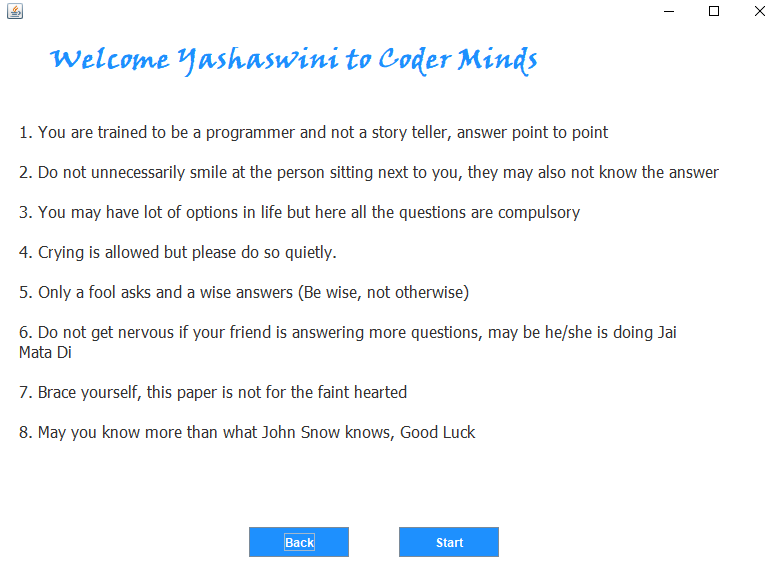 Welcome Yashaswini to Coder Minds
1. You are trained to be a programmer and not a story teller, answer point to point
2. Do not unnecessarily smile at the person sitting next to you, they may also not know the answer
3. You may have lot of options in life but here all the questions are compulsory
4. Crying is allowed but please do so quietly.
5. Only a fool asks and a wise answers (Be wise, not otherwise)
6. Do not get nervous if your friend is answering more questions, may be he/she is doing Jai
Mata Di
7. Brace yourself, this paper is not for the faint hearted
8. May you know more than what John Snow knows, Good Luck
Back
Start